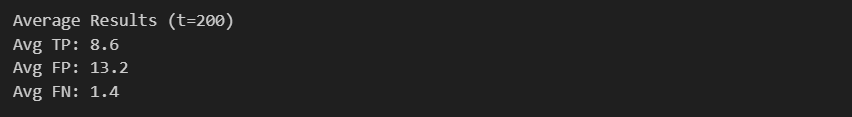 Average Results (t=200)
Avg TP: 8.6
Avg FP: 13.2
Avg FN: 1.4